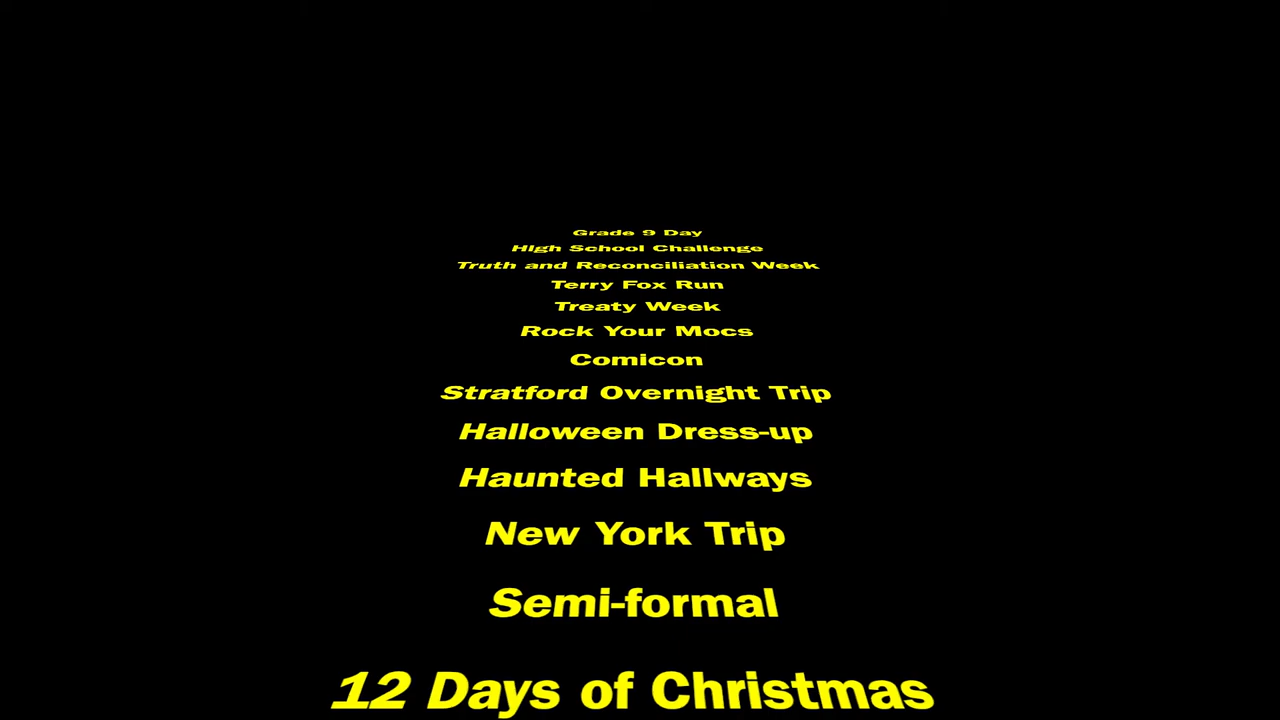 Grade 9 Day
High School Challenge
Truth and Reconciliation Week
Terry Fox Run
Treaty Week
Rock Your Mocs
Comicon
Stratford Overnight Trip
Halloween Dress-up
Haunted Hallways
New York Trip
Semi-formal
12 Days of Christmas